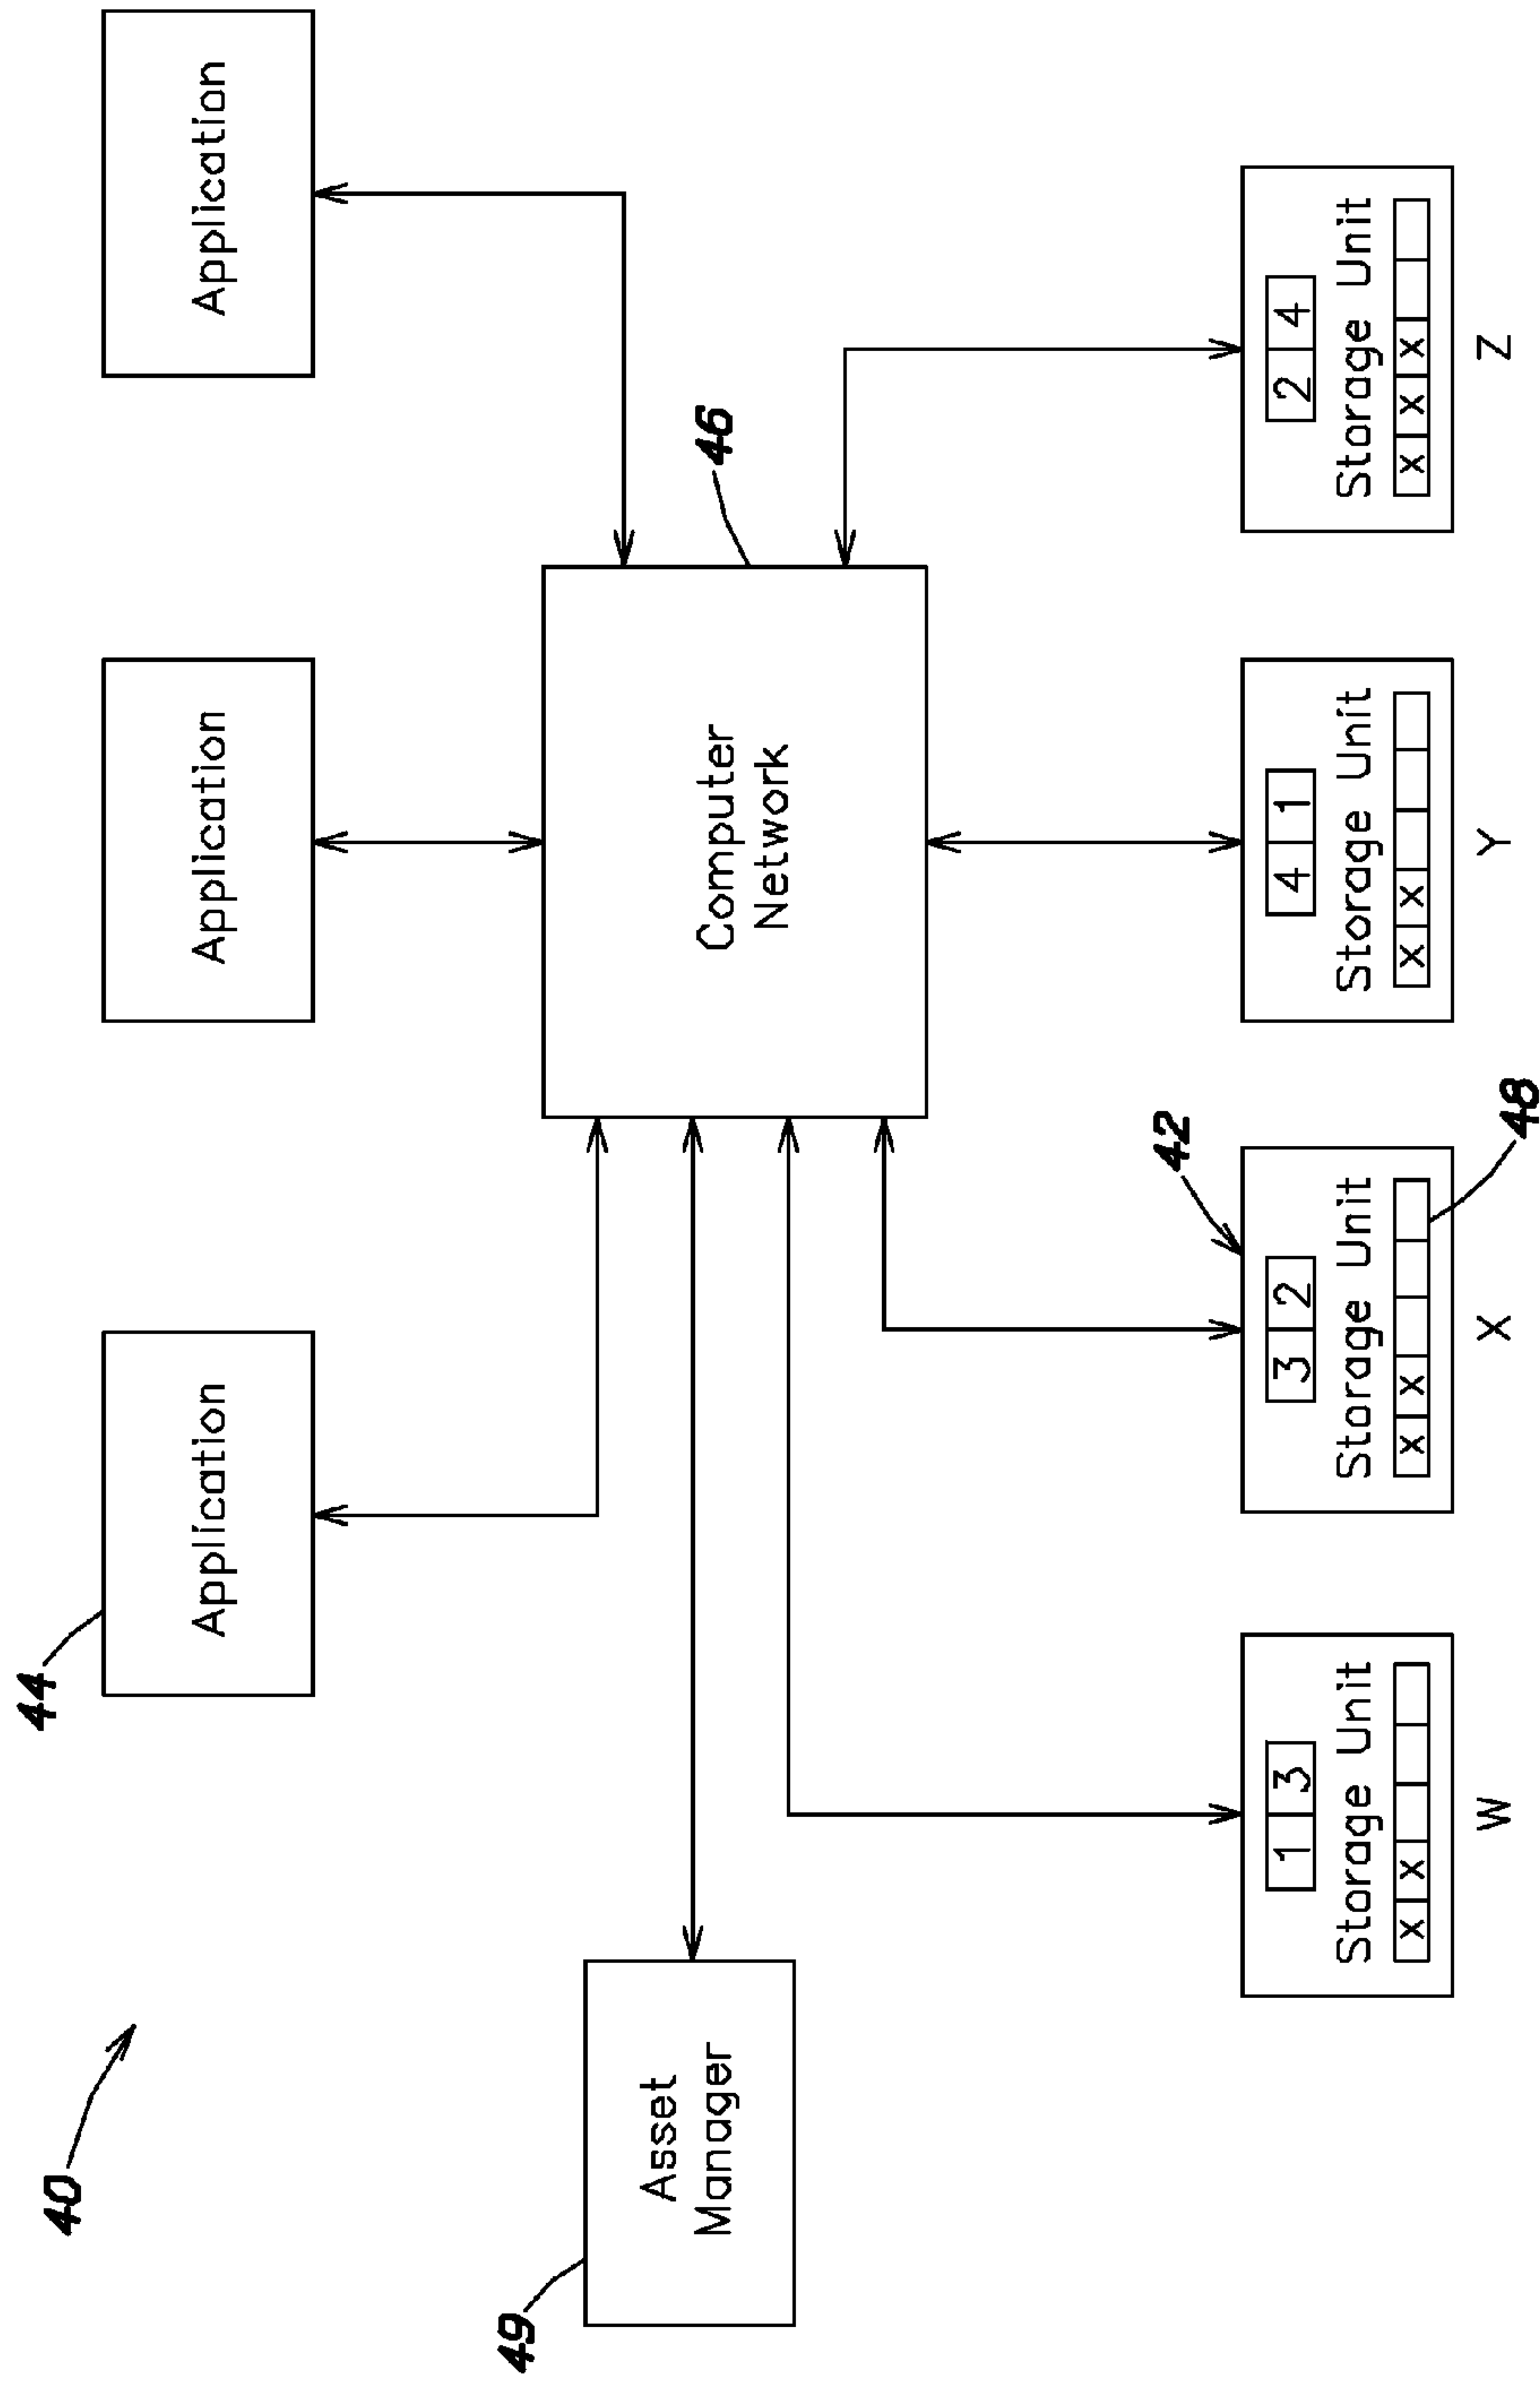 40
44
Application
Application
Application
49
Asset
Manager
Computer
Network
46
42
1 3
Storage Unit
x x
W
3 2
Storage Unit
x x
X
48
4 1
Storage Unit
x x
Y
2 4
Storage Unit
x x x
Z